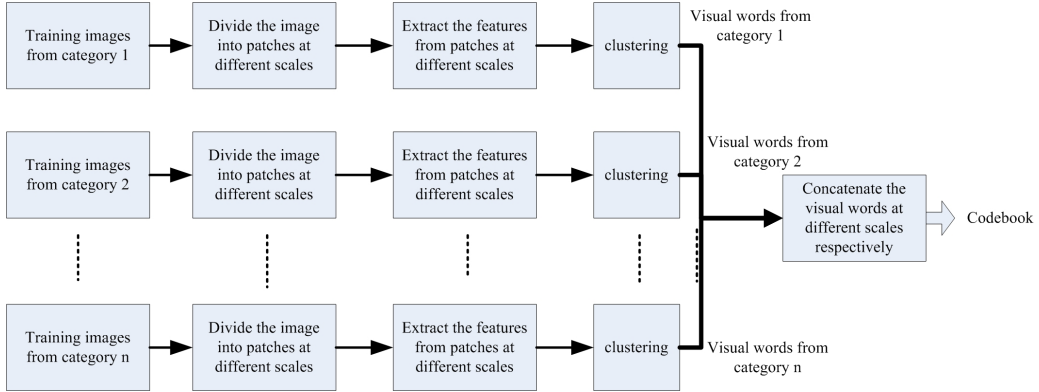 Training images
from category 1
Divide the image
into patches at
different scales
Extract the features
from patches at
different scales
clustering
Visual words from
category 1
Training images
from category 2
Divide the image
into patches at
different scales
Extract the features
from patches at
different scales
clustering
Visual words from
category 2
Concatenate the
visual words at
different scales
respectively
Codebook
Training images
from category n
Divide the image
into patches at
different scales
Extract the features
from patches at
different scales
clustering
Visual words from
category n